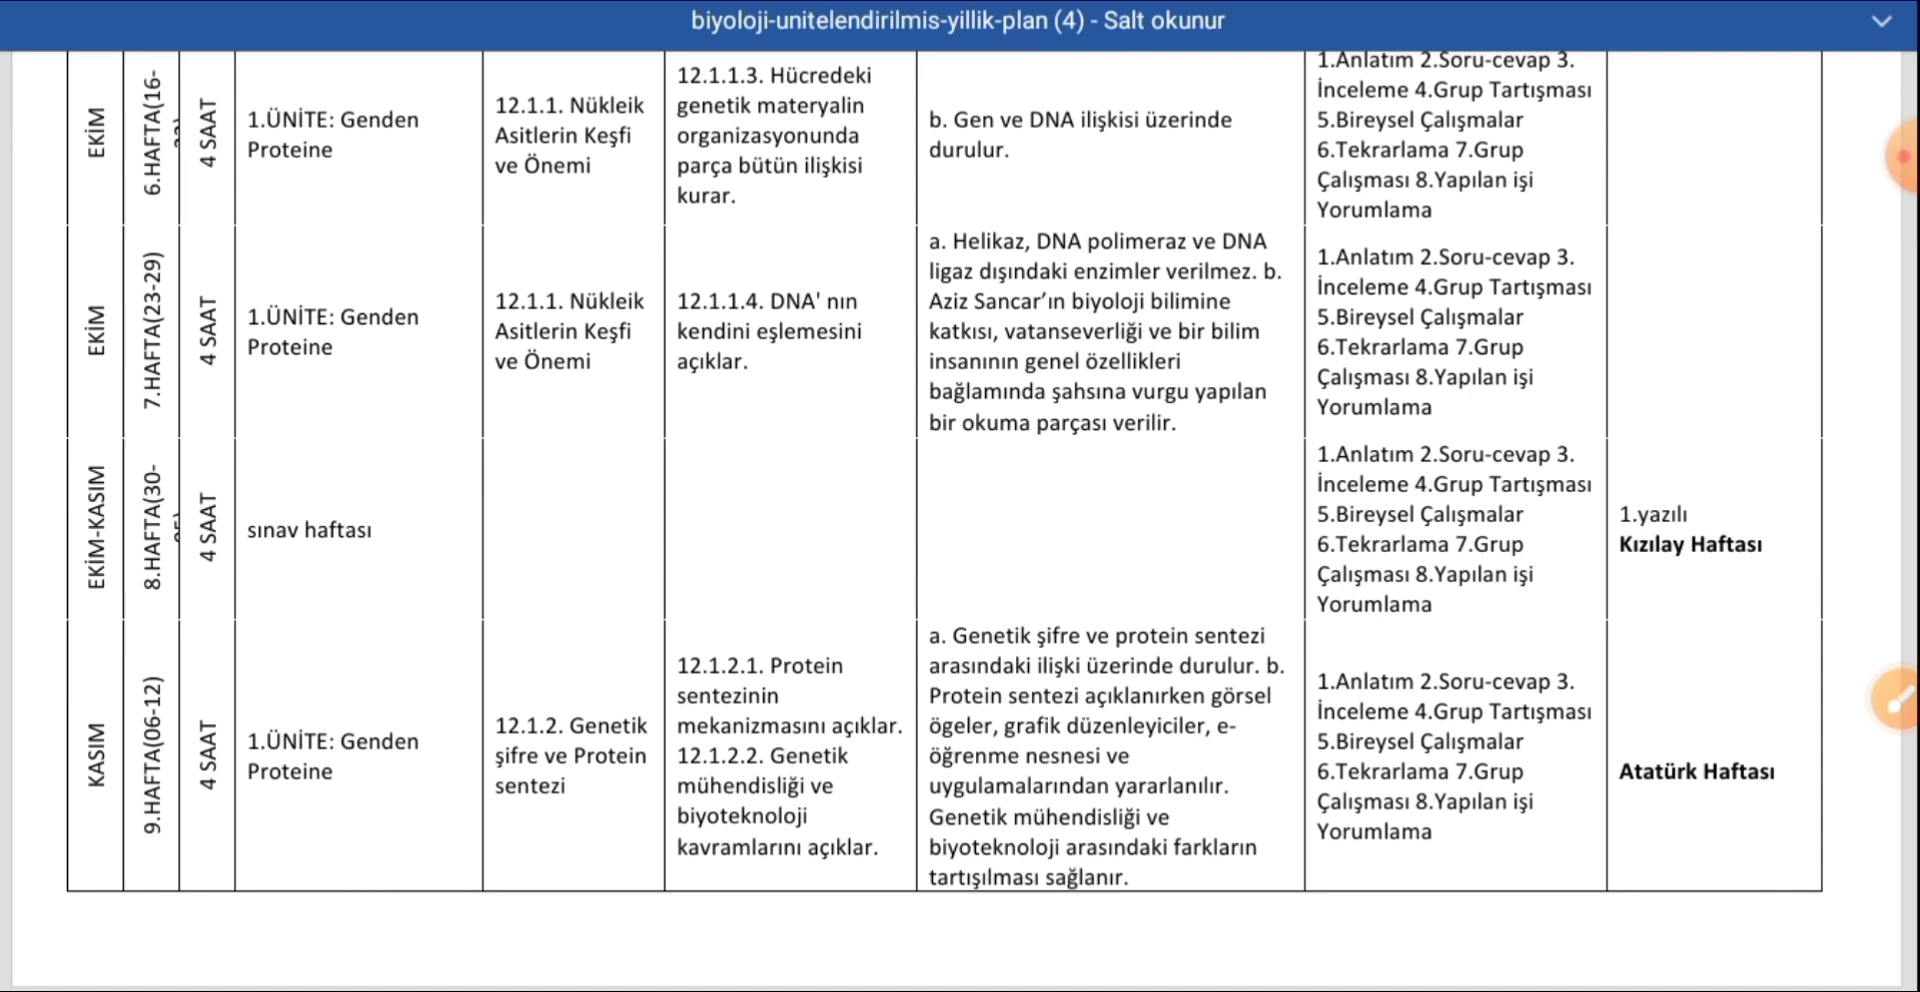 biyoloji-unitelendirilmis-yillik-plan (4) - Salt okunur
EKİM
6.HAFTA(16-
4 SAAT
1.ÜNİTE: Genden
Proteine
12.1.1. Nükleik
Asitlerin Keşfi
ve Önemi
12.1.1.3. Hücredeki
genetik materyalin
organizasyonunda
parça bütün ilişkisi
kurar.
b. Gen ve DNA ilişkisi üzerinde
durulur.
1.Anlatım 2.Soru-cevap 3.
İnceleme 4.Grup Tartışması
5.Bireysel Çalışmalar
6.Tekrarlama 7.Grup
Çalışması 8.Yapılan işi
Yorumlama
EKİM
7.HAFTA(23-29)
4 SAAT
1.ÜNİTE: Genden
Proteine
12.1.1. Nükleik
Asitlerin Keşfi
ve Önemi
12.1.1.4. DNA' nın
kendini eşlemesini
açıklar.
a. Helikaz, DNA polimeraz ve DNA
ligaz dışındaki enzimler verilmez. b.
Aziz Sancar’ın biyoloji bilimine
katkısı, vatanseverliği ve bir bilim
insanının genel özellikleri
bağlamında şahsına vurgu yapılan
bir okuma parçası verilir.
1.Anlatım 2.Soru-cevap 3.
İnceleme 4.Grup Tartışması
5.Bireysel Çalışmalar
6.Tekrarlama 7.Grup
Çalışması 8.Yapılan işi
Yorumlama
EKİM-KASIM
8.HAFTA(30-
4 SAAT
sınav haftası
1.Anlatım 2.Soru-cevap 3.
İnceleme 4.Grup Tartışması
5.Bireysel Çalışmalar
6.Tekrarlama 7.Grup
Çalışması 8.Yapılan işi
Yorumlama
1.yazılı
Kızılay Haftası
KASIM
9.HAFTA(06-12)
4 SAAT
1.ÜNİTE: Genden
Proteine
12.1.2. Genetik
şifre ve Protein
sentezi
12.1.2.1. Protein
sentezinin
mekanizmasını açıklar.
12.1.2.2. Genetik
mühendisliği ve
biyoteknoloji
kavramlarını açıklar.
a. Genetik şifre ve protein sentezi
arasındaki ilişki üzerinde durulur. b.
Protein sentezi açıklanırken görsel
ögeler, grafik düzenleyiciler, e-
öğrenme nesnesi ve
uygulamalarından yararlanılır.
Genetik mühendisliği ve
biyoteknoloji arasındaki farkların
tartışılması sağlanır.
1.Anlatım 2.Soru-cevap 3.
İnceleme 4.Grup Tartışması
5.Bireysel Çalışmalar
6.Tekrarlama 7.Grup
Çalışması 8.Yapılan işi
Yorumlama
Atatürk Haftası